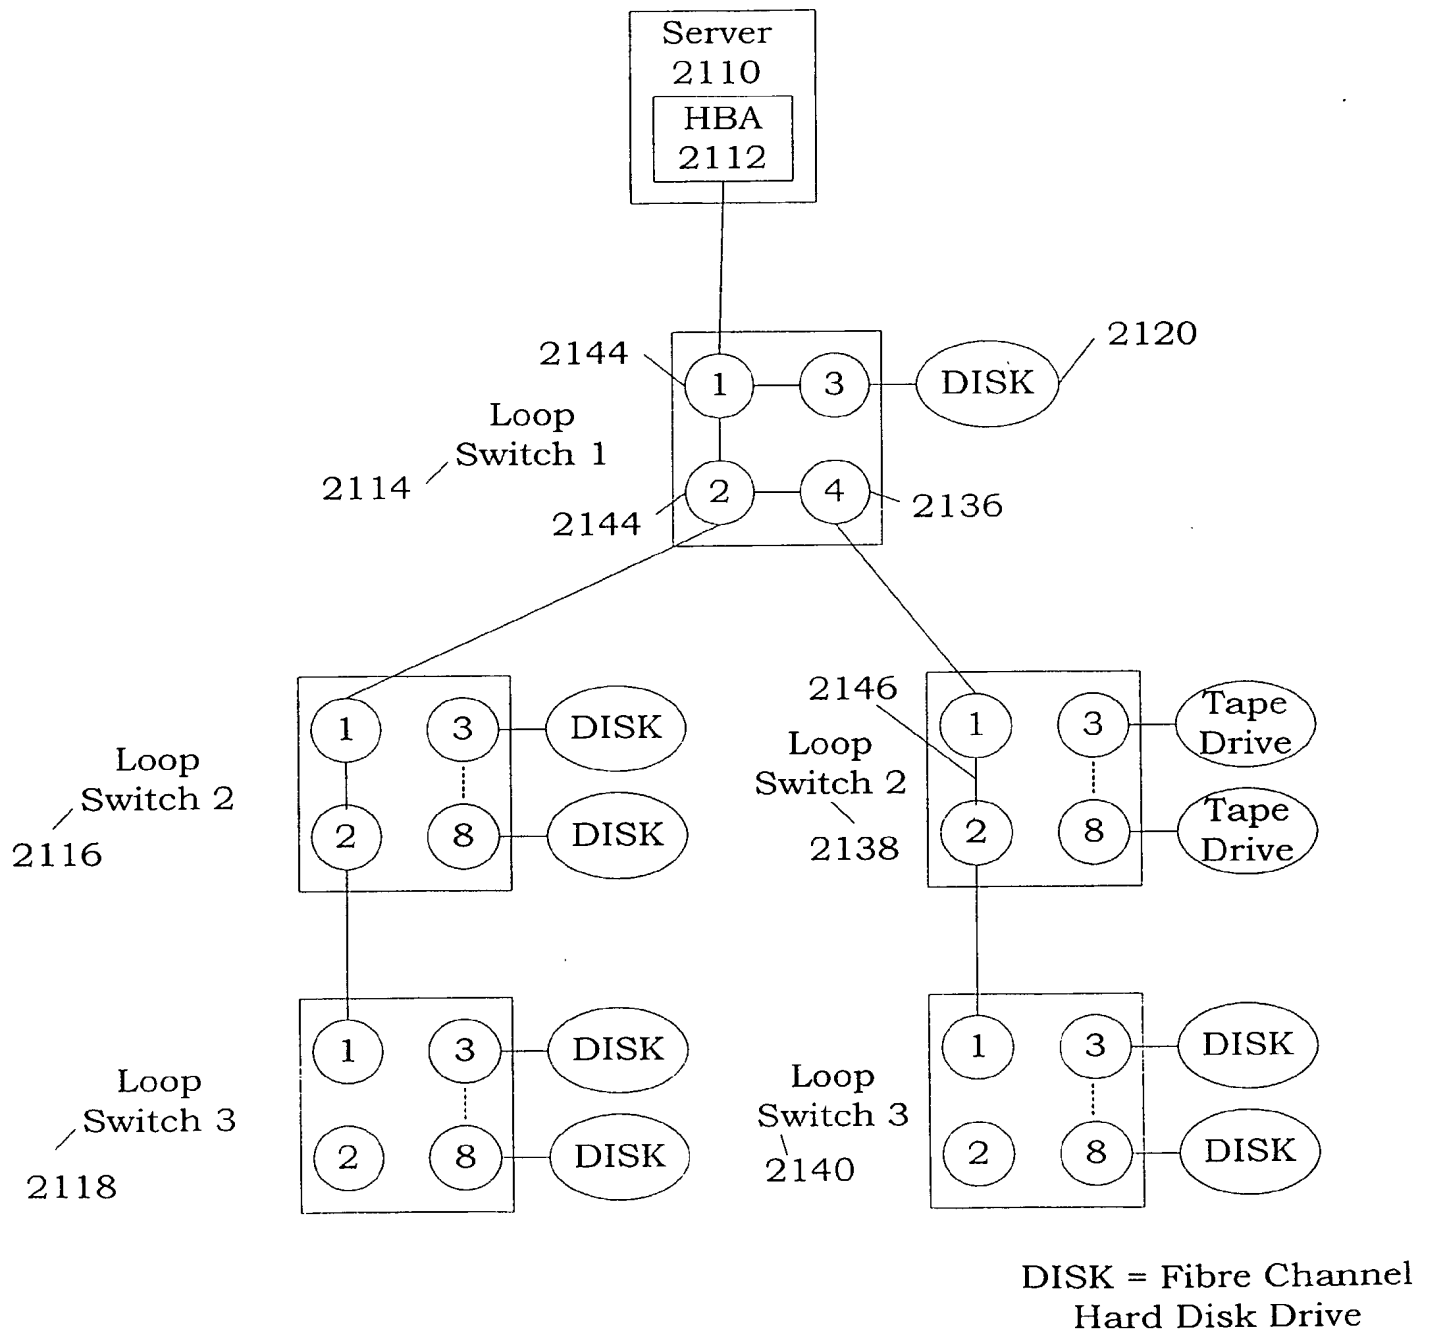 Server
2110
HBA
2112
2144
1
3
DISK
2120
Loop
Switch 1
2114
2144
2
4
2136
Loop
Switch 2
2116
1
3
DISK
2
8
DISK
2146
Loop
Switch 2
2138
1
3
Tape
Drive
2
8
Tape
Drive
Loop
Switch 3
2118
1
3
DISK
2
8
DISK
Loop
Switch 3
2140
1
3
DISK
2
8
DISK
DISK = Fibre Channel
Hard Disk Drive